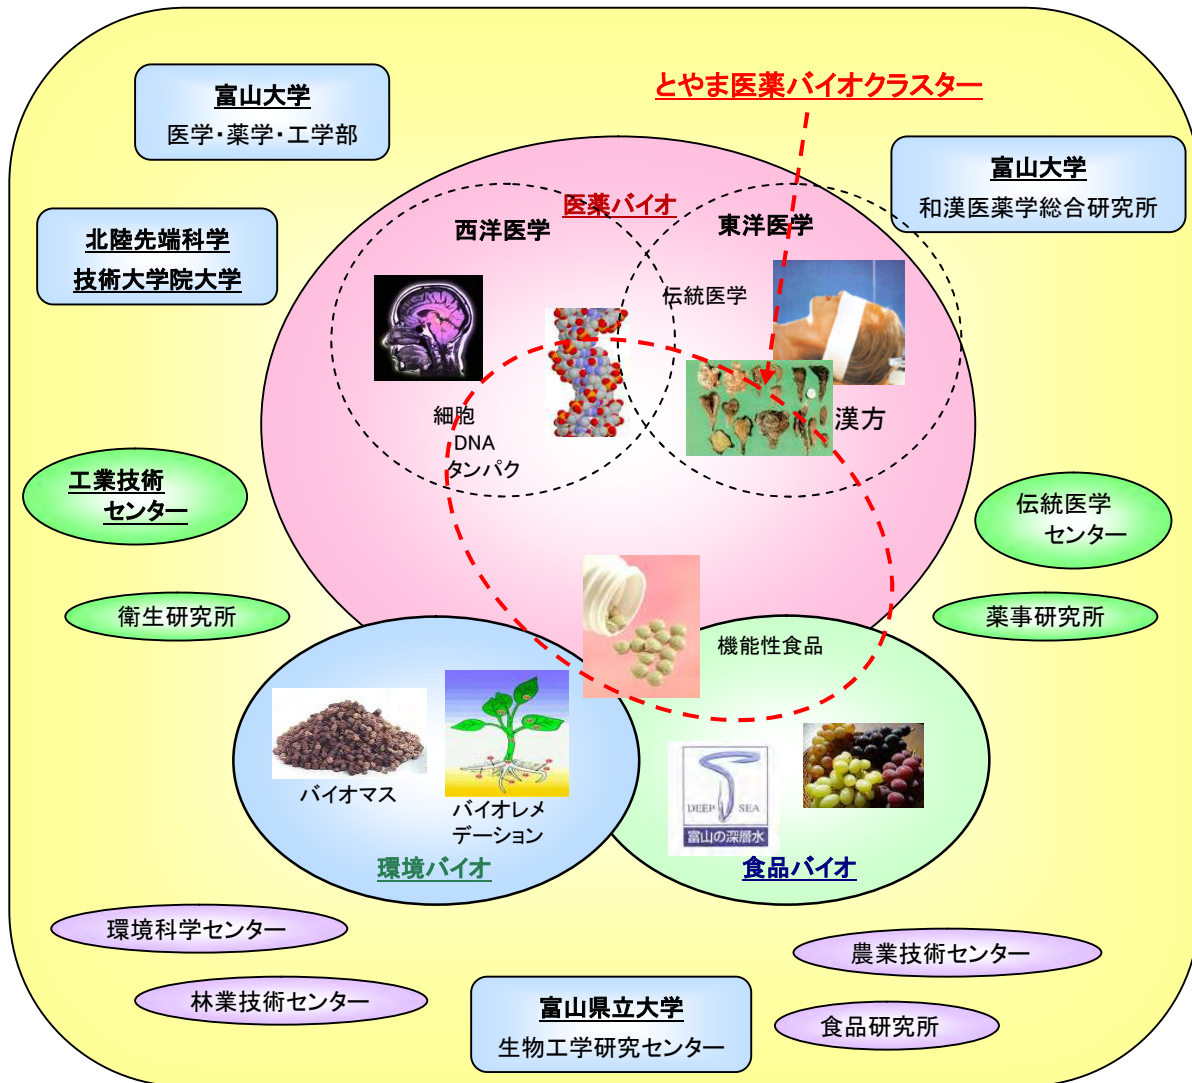 富山大学
医学・薬学・工学部
とやま医薬バイオクラスター
富山大学
和漢医薬学総合研究所
北陸先端科学
技術大学院大学
医薬バイオ
西洋医学
東洋医学
伝統医学
細胞
DNA
タンパク
漢方
工業技術
センター
伝統医学
センター
衛生研究所
薬事研究所
機能性食品
バイオマス
バイオレメ
デーション
DEEP SEA
富山の深層水
環境バイオ
食品バイオ
環境科学センター
農業技術センター
林業技術センター
富山県立大学
生物工学研究センター
食品研究所